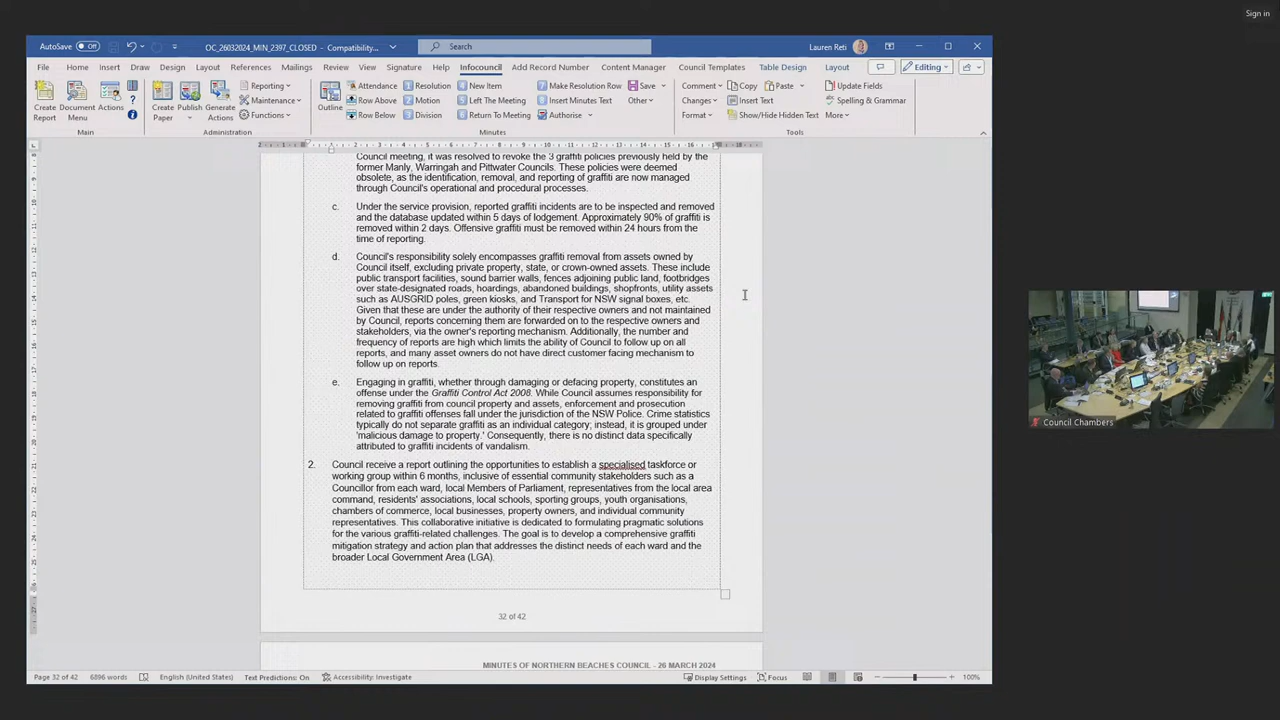 Sign in
AutoSave Off OC_26032024_MIN_2397_CLOSED - Compatibility... Search Lauren Reti
File Home Insert Draw Design Layout References Mailings Review View Silentium Help Infocouncil Add Record Number Content Manager Council Templates Table Design Layout Editing
Create Report Document Menu Actions Create Paper Publish Generate Actions Reporting Maintenance Functions Outline Attendance Row Above Row Below 1 Resolution 2 Motion 3 Division 4 New Item 5 Left The Meeting 6 Return To Meeting 7 Make Resolution Row 8 Insert Minutes Text Authorise Save Other Comment Changes Format Copy Paste Insert Text Show/Hide Hidden Text Update Fields Spelling & Grammar More
Main Administration Minutes Tools
Council meeting, it was resolved to revoke the 3 graffiti policies previously held by the
former Manly, Warringah and Pittwater Councils. These policies were deemed
obsolete, as the identification, removal, and reporting of graffiti are now managed
through Council's operational and procedural processes.
c. Under the service provision, reported graffiti incidents are to be inspected and removed
and the database updated within 5 days of lodgement. Approximately 90% of graffiti is
removed within 2 days. Offensive graffiti must be removed within 24 hours from the
time of reporting.
d. Council's responsibility solely encompasses graffiti removal from assets owned by
Council itself, excluding private property, state, or crown-owned assets. These include
public transport facilities, sound barrier walls, fences adjoining public land, footbridges
over state-designated roads, hoardings, abandoned buildings, shopfronts, utility assets
such as AUSGRID poles, green kiosks, and Transport for NSW signal boxes, etc.
Given that these are under the authority of their respective owners and not maintained
by Council, reports concerning them are forwarded on to the respective owners and
stakeholders, via the owner's reporting mechanism. Additionally, the number and
frequency of reports are high which limits the ability of Council to follow up on all
reports, and many asset owners do not have direct customer facing mechanism to
follow up on reports.
e. Engaging in graffiti, whether through damaging or defacing property, constitutes an
offense under the Graffiti Control Act 2008. While Council assumes responsibility for
removing graffiti from council property and assets, enforcement and prosecution
related to graffiti offenses fall under the jurisdiction of the NSW Police. Crime statistics
typically do not separate graffiti as an individual category; instead, it is grouped under
'malicious damage to property.' Consequently, there is no distinct data specifically
attributed to graffiti incidents of vandalism.
2. Council receive a report outlining the opportunities to establish a specialised taskforce or
working group within 6 months, inclusive of essential community stakeholders such as a
Councillor from each ward, local Members of Parliament, representatives from the local area
command, residents' associations, local schools, sporting groups, youth organisations,
chambers of commerce, local businesses, property owners, and individual community
representatives. This collaborative initiative is dedicated to formulating pragmatic solutions
for the various graffiti-related challenges. The goal is to develop a comprehensive graffiti
mitigation strategy and action plan that addresses the distinct needs of each ward and the
broader Local Government Area (LGA).
32 of 42
MINUTES OF NORTHERN BEACHES COUNCIL - 26 MARCH 2024
Council Chambers
Page 32 of 42 6896 words English (United States) Text Predictions: On Accessibility: Investigate Display Settings Focus 100%